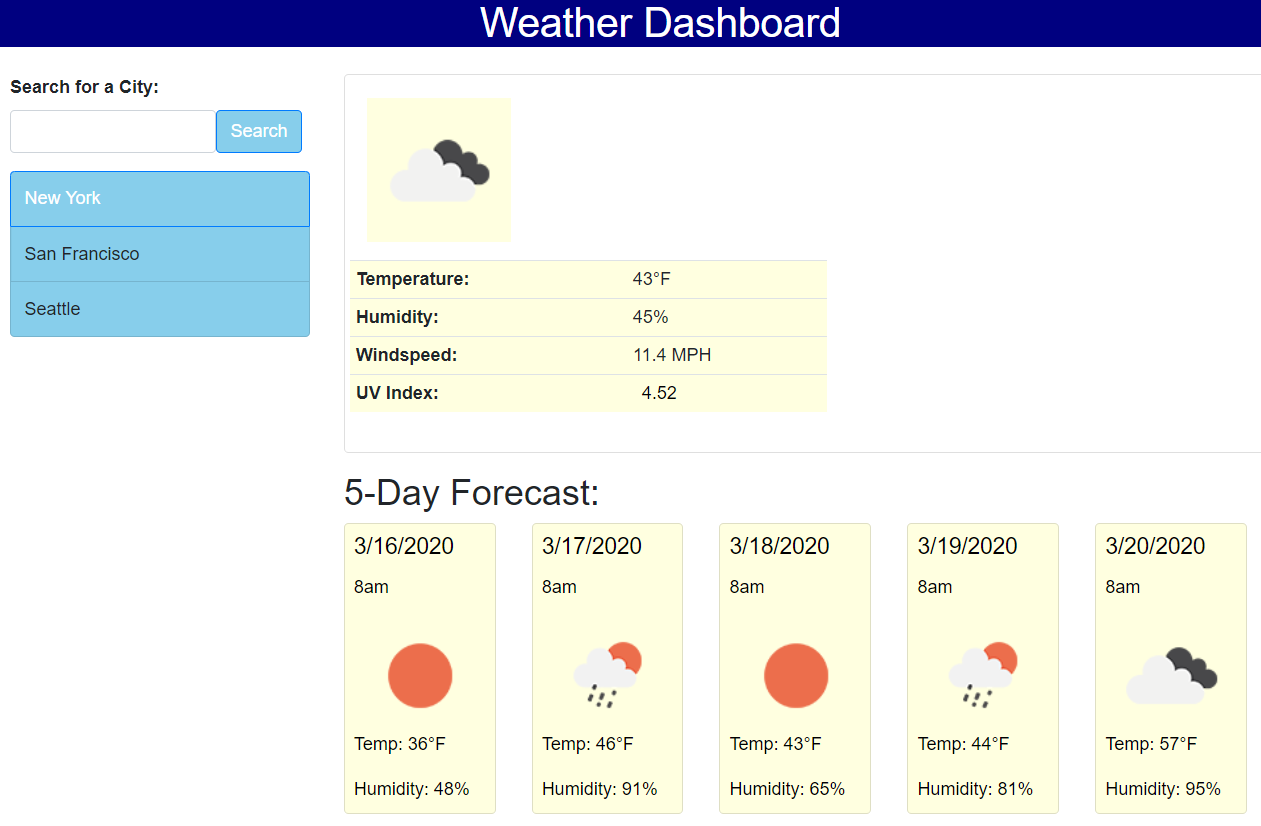 Weather Dashboard
Search for a City:
Search
New York
San Francisco
Seattle
Temperature: 43°F
Humidity: 45%
Windspeed: 11.4 MPH
UV Index: 4.52
5-Day Forecast:
3/16/2020
8am
Temp: 36°F
Humidity: 48%
3/17/2020
8am
Temp: 46°F
Humidity: 91%
3/18/2020
8am
Temp: 43°F
Humidity: 65%
3/19/2020
8am
Temp: 44°F
Humidity: 81%
3/20/2020
8am
Temp: 57°F
Humidity: 95%